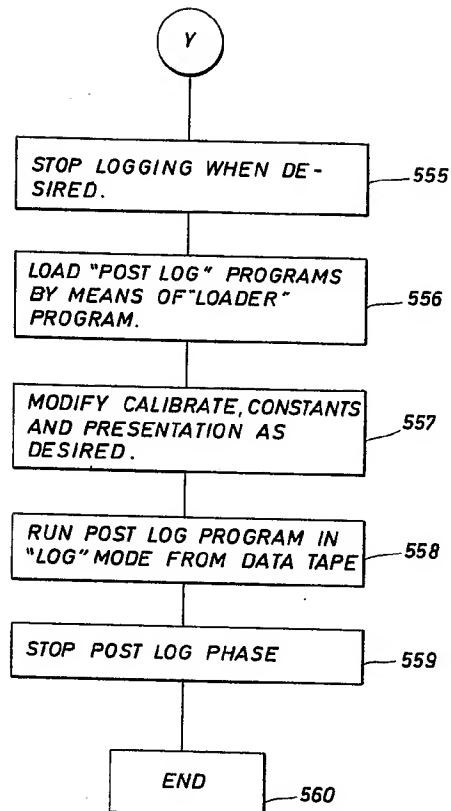 Y
STOP LOGGING WHEN DE-
SIRED.
555
LOAD "POST LOG" PROGRAMS
BY MEANS OF "LOADER"
PROGRAM.
556
MODIFY CALIBRATE, CONSTANTS
AND PRESENTATION AS
DESIRED.
557
RUN POST LOG PROGRAM IN
"LOG" MODE FROM DATA TAPE
558
STOP POST LOG PHASE
559
END
560